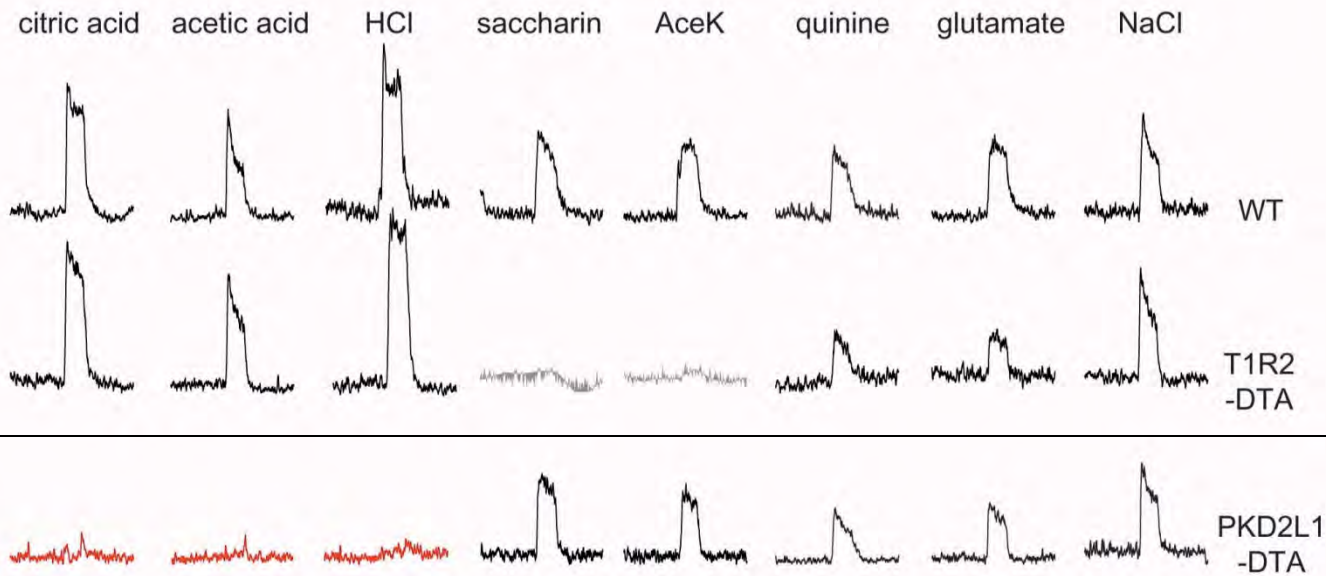 citric acid acetic acid HCl saccharin AceK quinine glutamate NaCl
WT
T1R2
-DTA
PKD2L1
-DTA